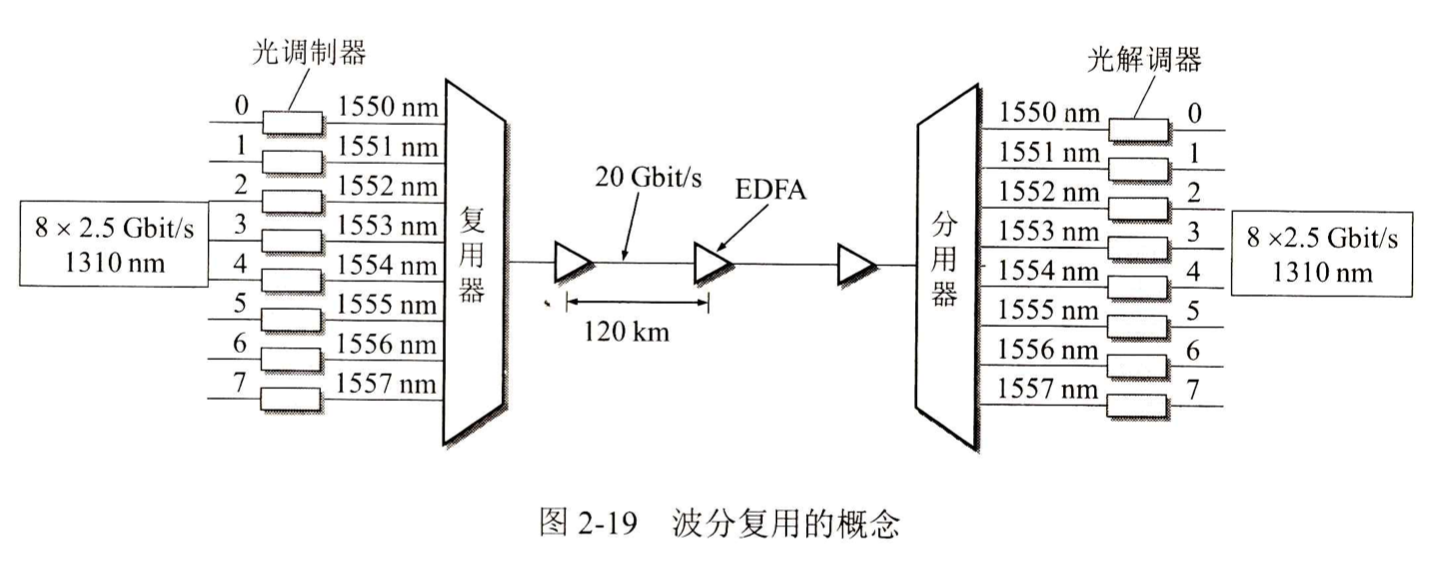 光调制器
光解调器
0
1550 nm
1
1551 nm
2
1552 nm
3
1553 nm
4
1554 nm
5
1555 nm
6
1556 nm
7
1557 nm
8 × 2.5 Gbit/s
1310 nm
复用器
20 Gbit/s
EDFA
120 km
分用器
1550 nm
0
1551 nm
1
1552 nm
2
1553 nm
3
1554 nm
4
1555 nm
5
1556 nm
6
1557 nm
7
8 ×2.5 Gbit/s
1310 nm
图 2-19 波分复用的概念